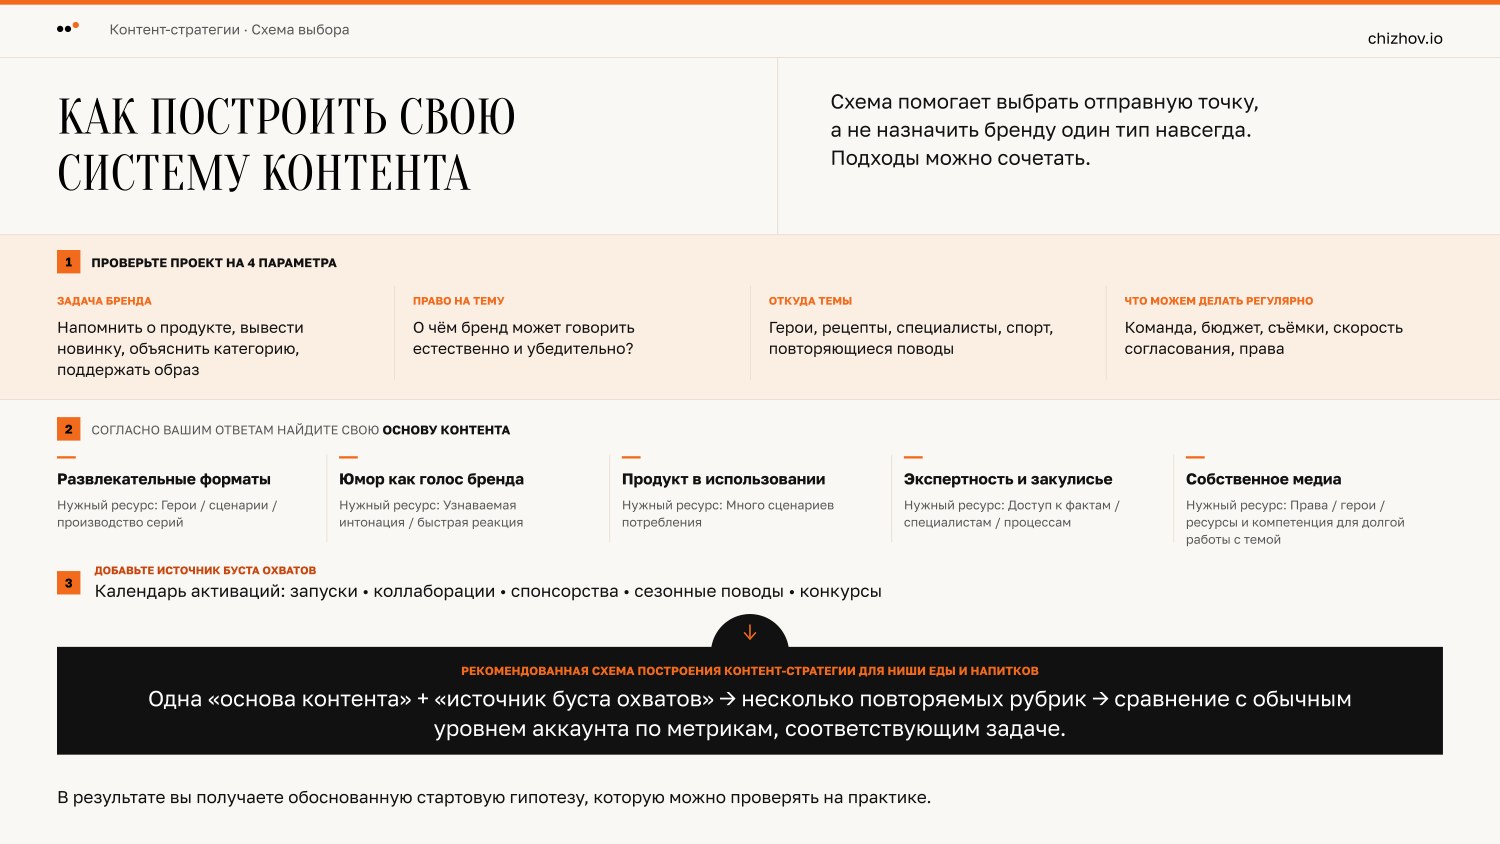 Контент-стратегии · Схема выбора
chizhov.io
КАК ПОСТРОИТЬ СВОЮ
СИСТЕМУ КОНТЕНТА
Схема помогает выбрать отправную точку,
а не назначить бренду один тип навсегда.
Подходы можно сочетать.
1 ПРОВЕРЬТЕ ПРОЕКТ НА 4 ПАРАМЕТРА
ЗАДАЧА БРЕНДА
Напомнить о продукте, вывести
новинку, объяснить категорию,
поддержать образ
ПРАВО НА ТЕМУ
О чём бренд может говорить
естественно и убедительно?
ОТКУДА ТЕМЫ
Герои, рецепты, специалисты, спорт,
повторяющиеся поводы
ЧТО МОЖЕМ ДЕЛАТЬ РЕГУЛЯРНО
Команда, бюджет, съёмки, скорость
согласования, права
2 СОГЛАСНО ВАШИМ ОТВЕТАМ НАЙДИТЕ СВОЮ ОСНОВУ КОНТЕНТА
Развлекательные форматы
Нужный ресурс: Герои / сценарии /
производство серий
Юмор как голос бренда
Нужный ресурс: Узнаваемая
интонация / быстрая реакция
Продукт в использовании
Нужный ресурс: Много сценариев
потребления
Экспертность и закулисье
Нужный ресурс: Доступ к фактам /
специалистам / процессам
Собственное медиа
Нужный ресурс: Права / герои /
ресурсы и компетенция для долгой
работы с темой
3 ДОБАВЬТЕ ИСТОЧНИК БУСТА ОХВАТОВ
Календарь активаций: запуски • коллаборации • спонсорства • сезонные поводы • конкурсы
↓
РЕКОМЕНДОВАННАЯ СХЕМА ПОСТРОЕНИЯ КОНТЕНТ-СТРАТЕГИИ ДЛЯ НИШИ ЕДЫ И НАПИТКОВ
Одна «основа контента» + «источник буста охватов» → несколько повторяемых рубрик → сравнение с обычным
уровнем аккаунта по метрикам, соответствующим задаче.
В результате вы получаете обоснованную стартовую гипотезу, которую можно проверять на практике.